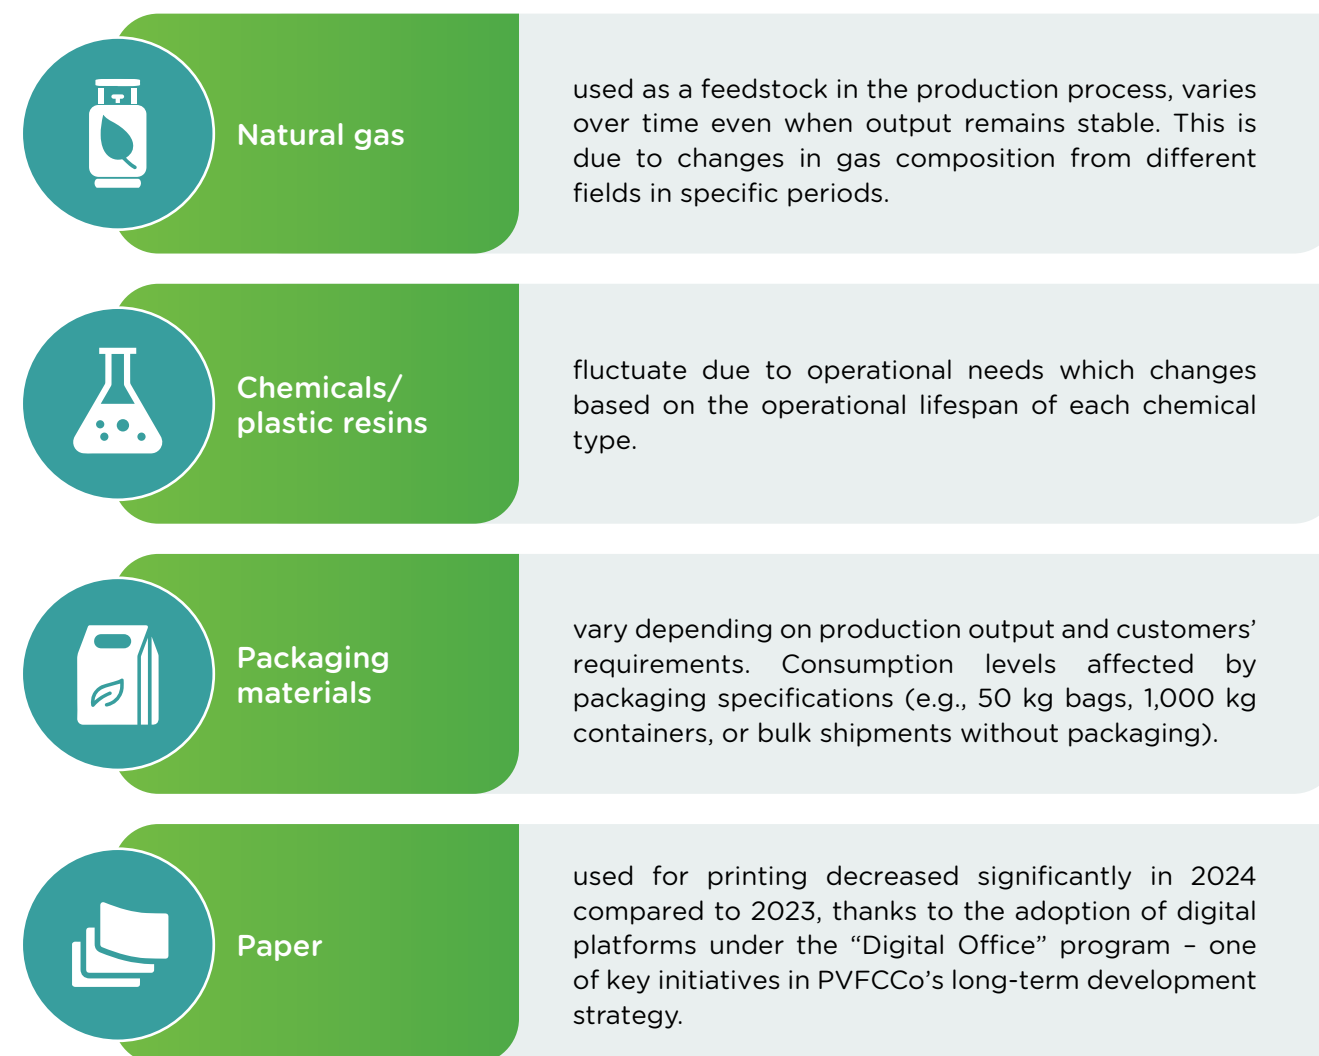 Natural gas
used as a feedstock in the production process, varies
over time even when output remains stable. This is
due to changes in gas composition from different
fields in specific periods.
Chemicals/
plastic resins
fluctuate due to operational needs which changes
based on the operational lifespan of each chemical
type.
Packaging
materials
vary depending on production output and customers’
requirements. Consumption levels affected by
packaging specifications (e.g., 50 kg bags, 1,000 kg
containers, or bulk shipments without packaging).
Paper
used for printing decreased significantly in 2024
compared to 2023, thanks to the adoption of digital
platforms under the “Digital Office” program – one
of key initiatives in PVFCCo’s long-term development
strategy.